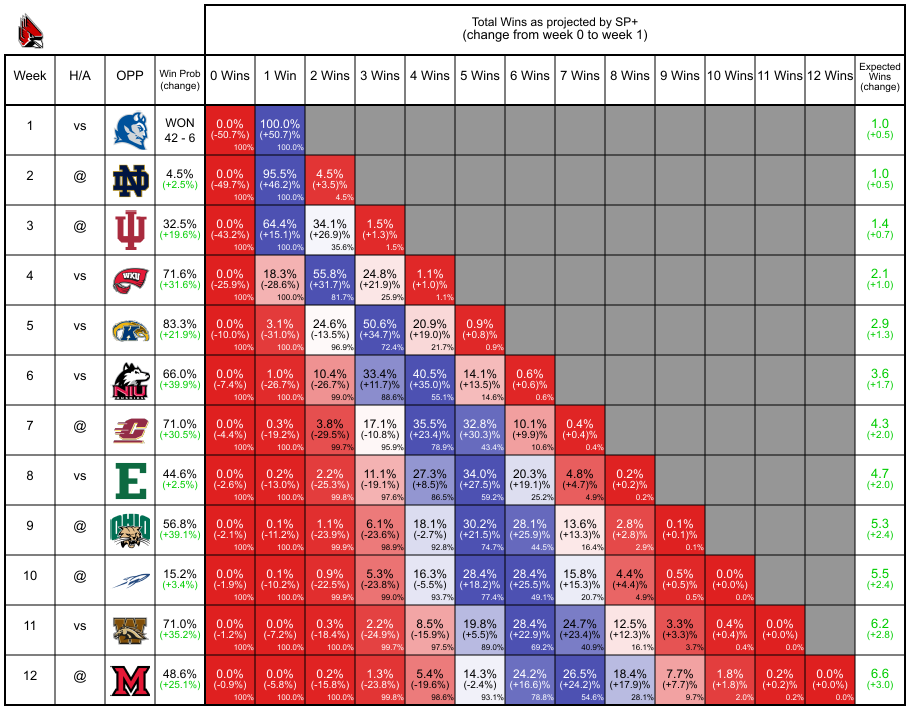 Total Wins as projected by SP+
(change from week 0 to week 1)
Week H/A OPP Win Prob (change) 0 Wins 1 Win 2 Wins 3 Wins 4 Wins 5 Wins 6 Wins 7 Wins 8 Wins 9 Wins 10 Wins 11 Wins 12 Wins Expected Wins (change)
1 vs WON 0.0% 100.0% 1.0
42 - 6 (-50.7%) (+50.7)% (+0.5)
100% 100.0%
2 @ ND 4.5% 0.0% 95.5% 4.5% 1.0
(+2.5%) (-49.7%) (+46.2)% (+3.5)% (+0.5)
100% 100.0% 4.5%
3 @ IU 32.5% 0.0% 64.4% 34.1% 1.5% 1.4
(+19.6%) (-43.2%) (+15.1)% (+26.9)% (+1.3)% (+0.7)
100% 100.0% 35.6% 1.5%
4 vs WKU 71.6% 0.0% 18.3% 55.8% 24.8% 1.1% 2.1
(+31.6%) (-25.9%) (-28.6%) (+31.7)% (+21.9)% (+1.0)% (+1.0)
100% 100.0% 81.7% 25.9% 1.1%
5 vs K 83.3% 0.0% 3.1% 24.6% 50.6% 20.9% 0.9% 2.9
(+21.9%) (-10.0%) (-31.0%) (-13.5)% (+34.7)% (+19.0)% (+0.8)% (+1.3)
100% 100.0% 96.9% 72.4% 21.7% 0.9%
6 vs NIU 66.0% 0.0% 1.0% 10.4% 33.4% 40.5% 14.1% 0.6% 3.6
(+39.9%) (-7.4%) (-26.7%) (-26.7)% (+11.7)% (+35.0)% (+13.5)% (+0.6)% (+1.7)
100% 100.0% 99.0% 88.6% 55.1% 14.6% 0.6%
7 @ C 71.0% 0.0% 0.3% 3.8% 17.1% 35.5% 32.8% 10.1% 0.4% 4.3
(+30.5%) (-4.4%) (-19.2%) (-29.5)% (-10.8)% (+23.4)% (+30.3)% (+9.9)% (+0.4)% (+2.0)
100% 100.0% 99.7% 95.9% 78.9% 43.4% 10.6% 0.4%
8 vs E 44.6% 0.0% 0.2% 2.2% 11.1% 27.3% 34.0% 20.3% 4.8% 0.2% 4.7
(+2.5%) (-2.6%) (-13.0%) (-25.3)% (-19.1)% (+8.5)% (+27.5)% (+19.1)% (+4.7)% (+0.2)% (+2.0)
100% 100.0% 99.8% 97.6% 86.5% 59.2% 25.2% 4.9% 0.2%
9 @ OHIO 56.8% 0.0% 0.1% 1.1% 6.1% 18.1% 30.2% 28.1% 13.6% 2.8% 0.1% 5.3
(+39.1%) (-2.1%) (-11.2%) (-23.9)% (-23.6)% (-2.7)% (+21.5)% (+25.9)% (+13.3)% (+2.8)% (+0.1)% (+2.4)
100% 100.0% 99.9% 98.9% 92.8% 74.7% 44.5% 16.4% 2.9% 0.1%
10 @ 15.2% 0.0% 0.1% 0.9% 5.3% 16.3% 28.4% 28.4% 15.8% 4.4% 0.5% 0.0% 5.5
(+3.4%) (-1.9%) (-10.2%) (-22.5)% (-23.8)% (-5.5)% (+18.2)% (+25.5)% (+15.3)% (+4.4)% (+0.5)% (+0.0)% (+2.4)
100% 100.0% 99.9% 99.0% 93.7% 77.4% 49.1% 20.7% 4.9% 0.5% 0.0%
11 vs W 71.0% 0.0% 0.0% 0.3% 2.2% 8.5% 19.8% 28.4% 24.7% 12.5% 3.3% 0.4% 0.0% 6.2
(+35.2%) (-1.2%) (-7.2%) (-18.4)% (-24.9)% (-15.9)% (+5.5)% (+22.9)% (+23.4)% (+12.3)% (+3.3)% (+0.4)% (+0.0)% (+2.8)
100% 100.0% 100.0% 99.7% 97.5% 89.0% 69.2% 40.9% 16.1% 3.7% 0.4% 0.0%
12 @ M 48.6% 0.0% 0.0% 0.2% 1.3% 5.4% 14.3% 24.2% 26.5% 18.4% 7.7% 1.8% 0.2% 0.0% 6.6
(+25.1%) (-0.9%) (-5.8%) (-15.8)% (-23.8)% (-19.6)% (-2.4)% (+16.6)% (+24.2)% (+17.9)% (+7.7)% (+1.8)% (+0.2)% (+0.0)% (+3.0)
100% 100.0% 100.0% 99.8% 98.6% 93.1% 78.8% 54.6% 28.1% 9.7% 2.0% 0.2% 0.0%